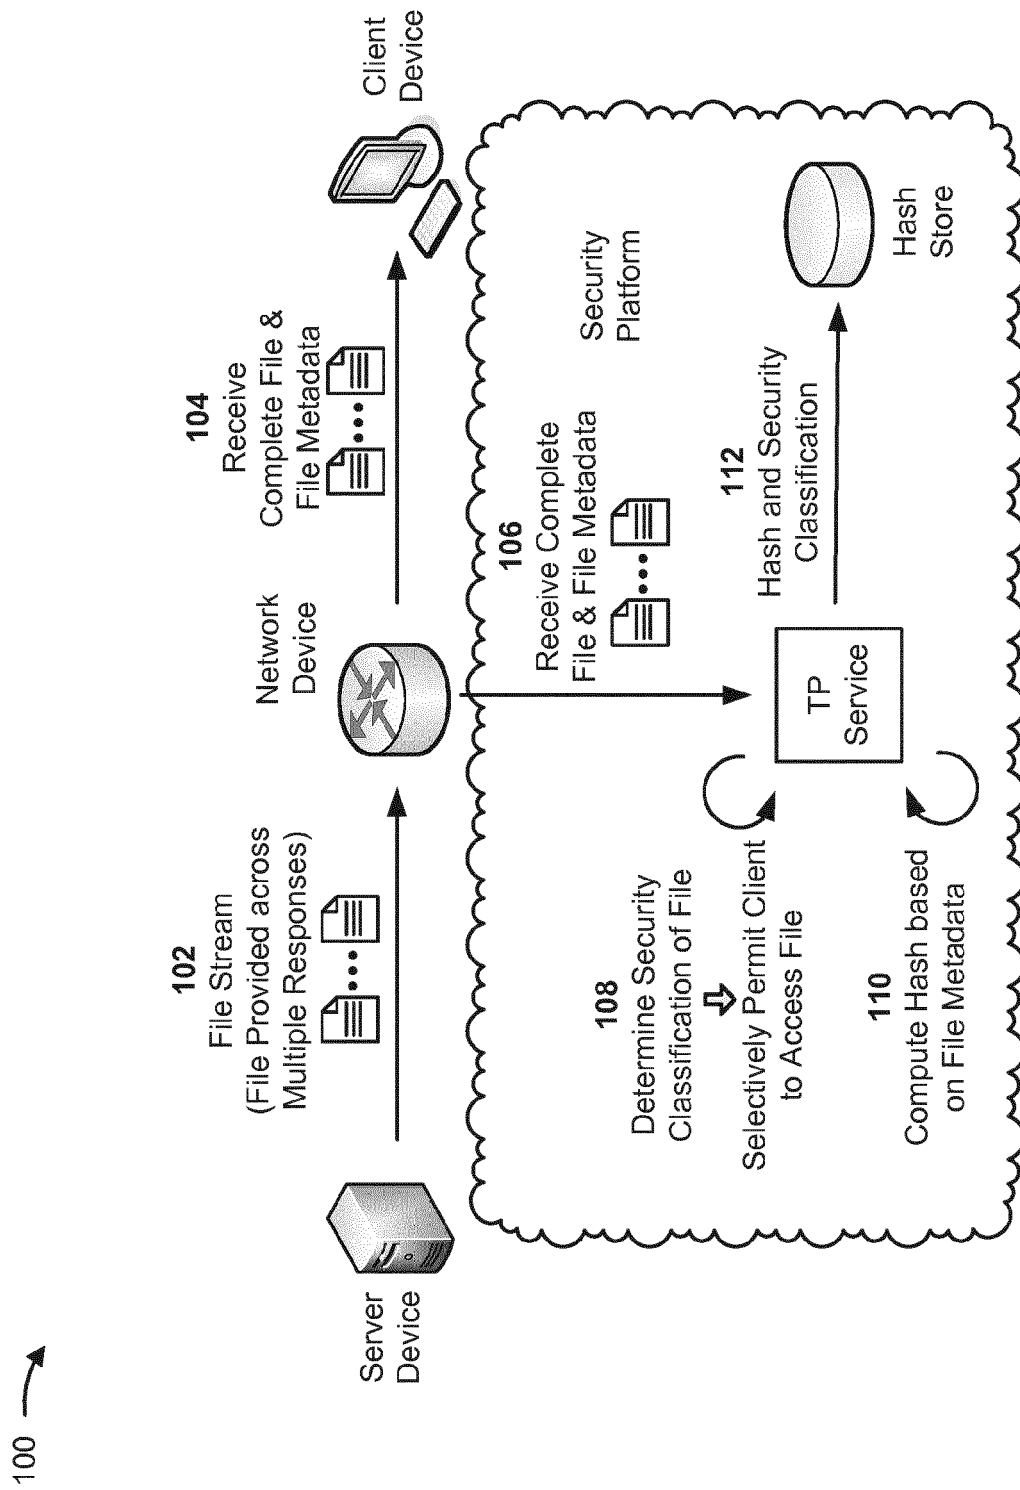 100
102
File Stream
(File Provided across
Multiple Responses)
104
Receive
Complete File &
File Metadata
Server
Device
Network
Device
Client
Device
106
Receive Complete
File & File Metadata
Security
Platform
108
Determine Security
Classification of File
Selectively Permit Client
to Access File
110
Compute Hash based
on File Metadata
TP
Service
112
Hash and Security
Classification
Hash
Store